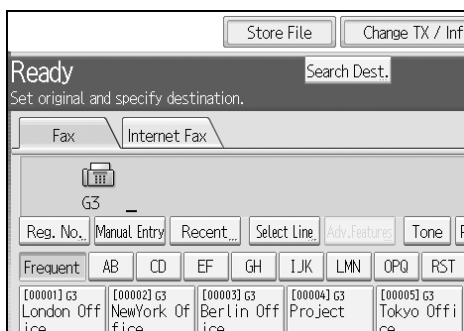 Store File Change TX / Inf
Ready Search Dest.
Set original and specify destination.
Fax Internet Fax
G3 _
Reg. No. Manual Entry Recent Select Line Adv.Features Tone
Frequent AB CD EF GH IJK LMN OPQ RST
[00001] G3 [00002] G3 [00003] G3 [00004] G3 [00005] G3
London Off NewYork Of Berlin Off Project Tokyo Offi
ice ffice ice ce